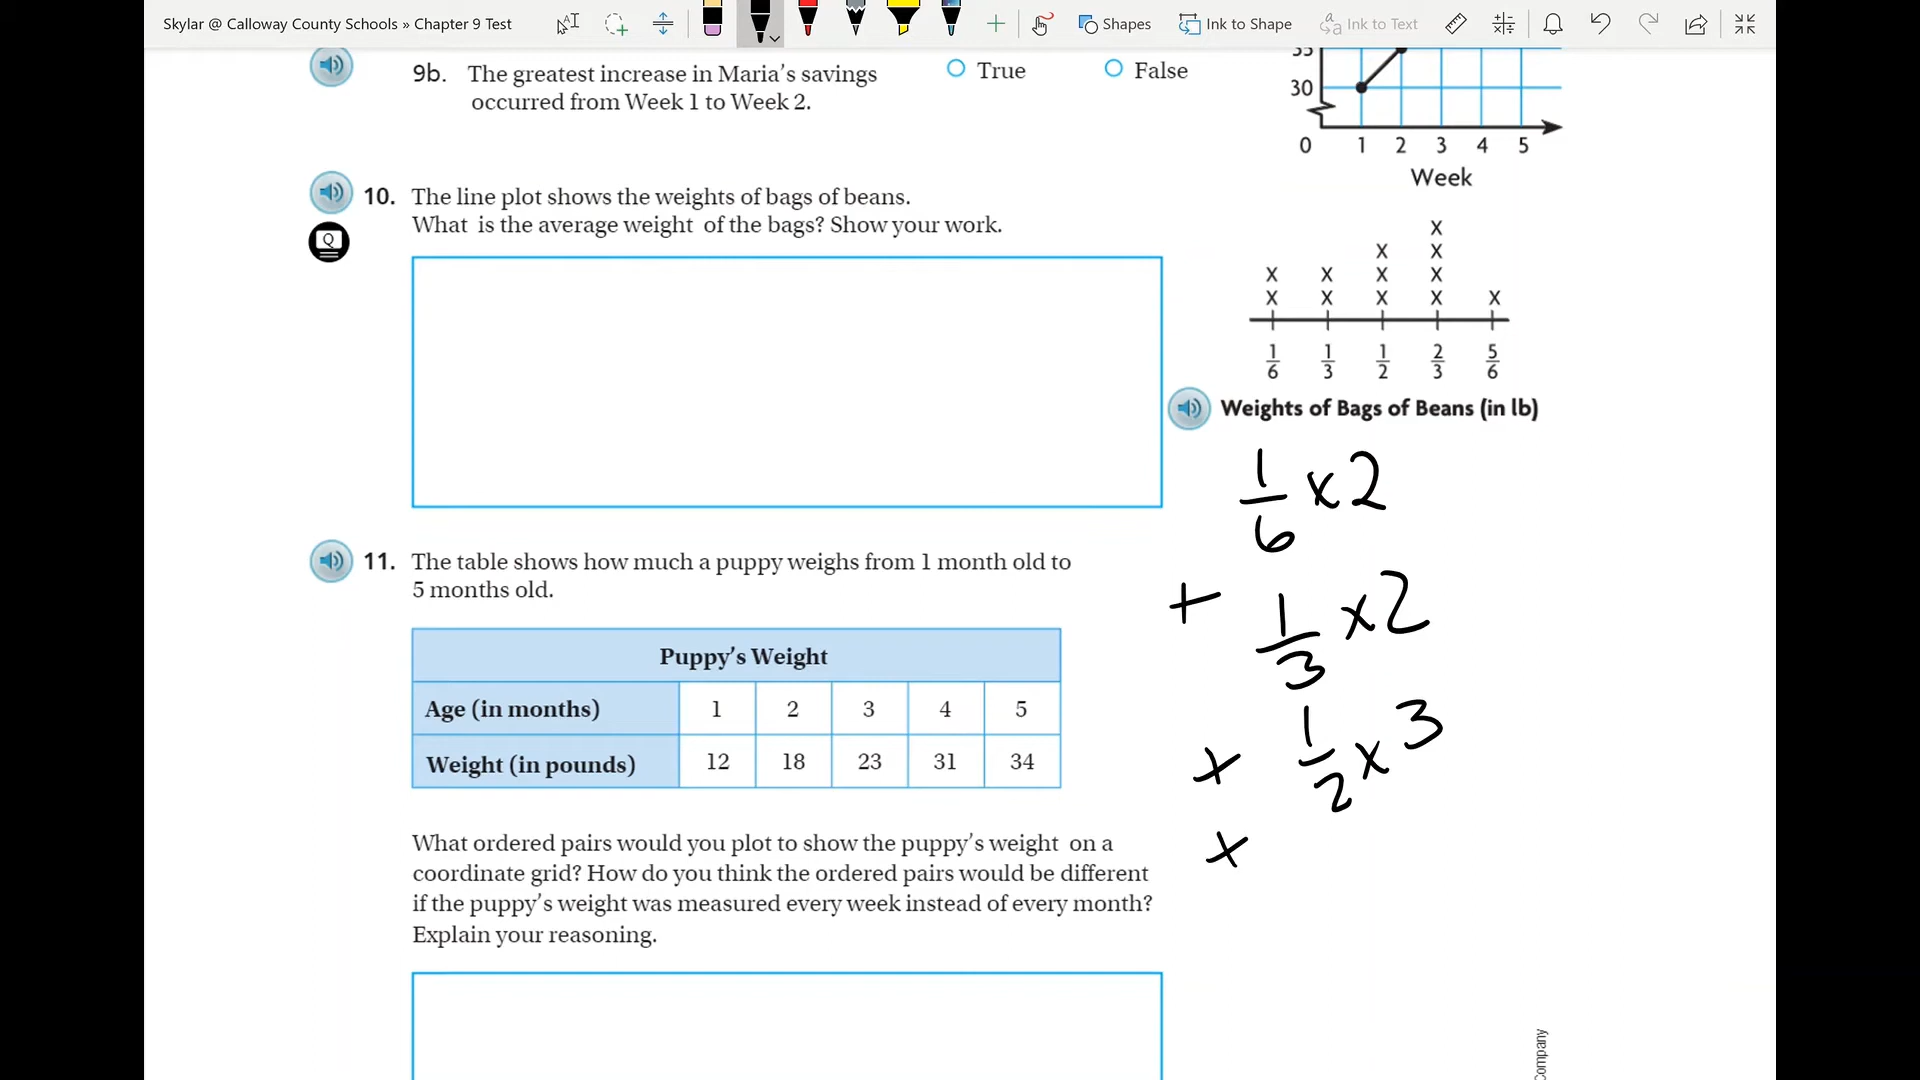 Skylar @ Calloway County Schools » Chapter 9 Test
Shapes
Ink to Shape
Ink to Text
9b. The greatest increase in Maria's savings
occurred from Week 1 to Week 2.
True
False
35
30
0 1 2 3 4 5
Week
10. The line plot shows the weights of bags of beans.
What is the average weight of the bags? Show your work.
Q
X
X X
X X X X
X X X X X
1/6 1/3 1/2 2/3 5/6
Weights of Bags of Beans (in lb)
1/6 x 2
+ 1/3 x 2
+ 1/2 x 3
+
11. The table shows how much a puppy weighs from 1 month old to
5 months old.
Puppy's Weight
Age (in months) 1 2 3 4 5
Weight (in pounds) 12 18 23 31 34
What ordered pairs would you plot to show the puppy's weight on a
coordinate grid? How do you think the ordered pairs would be different
if the puppy's weight was measured every week instead of every month?
Explain your reasoning.
Company